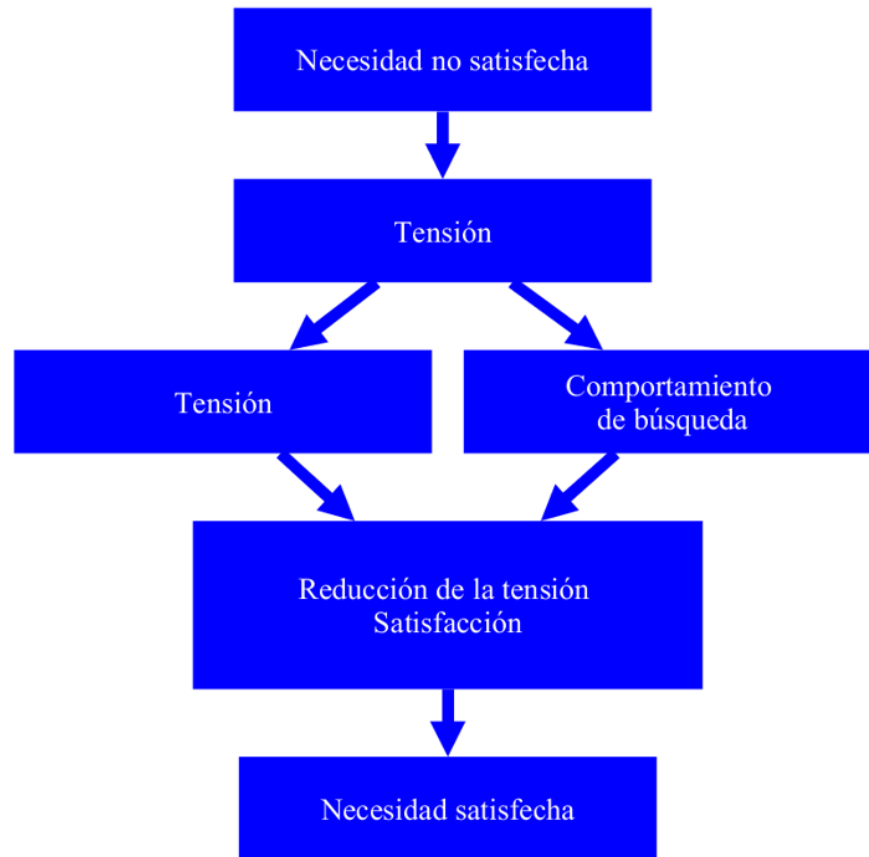 Necesidad no satisfecha
Tensión
Tensión
Comportamiento
de búsqueda
Reducción de la tensión
Satisfacción
Necesidad satisfecha